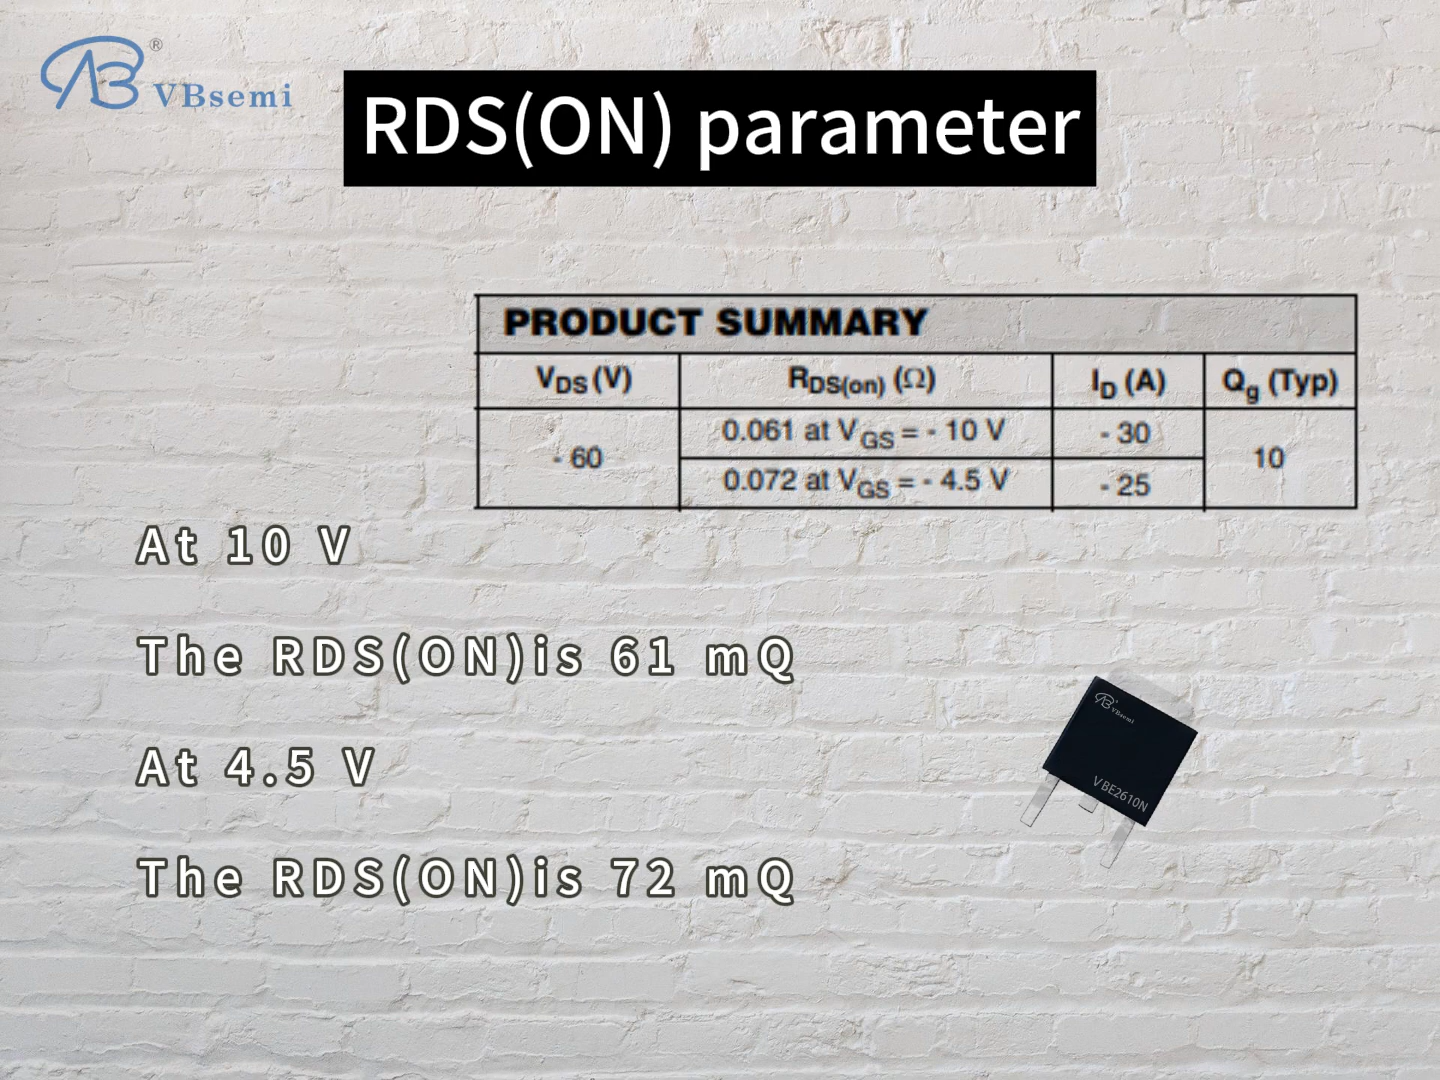 ® VBsemi
RDS(ON) parameter
PRODUCT SUMMARY
VDS (V) RDS(on) (Ω) ID (A) Qg (Typ)
- 60 0.061 at VGS = - 10 V - 30 10
0.072 at VGS = - 4.5 V - 25
At 10 V
The RDS(ON)is 61 mQ
At 4.5 V
The RDS(ON)is 72 mQ
VBsemi
VBE2610N